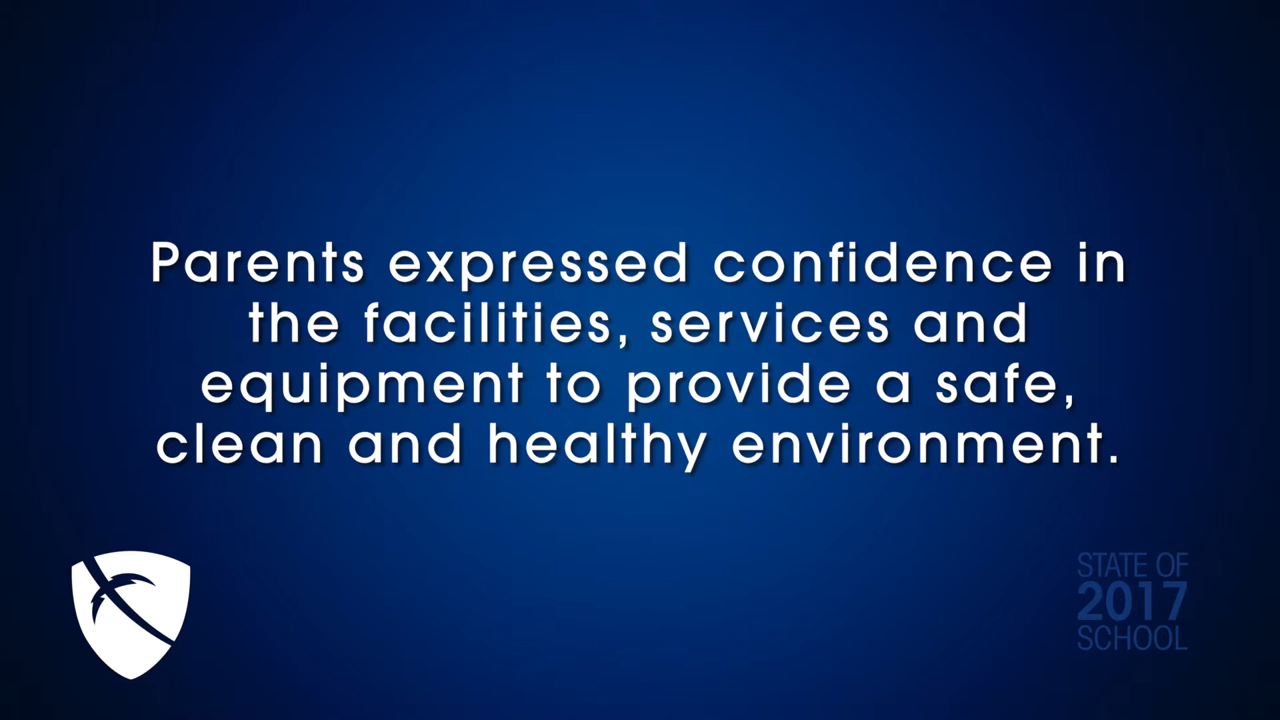 Parents expressed confidence in
the facilities, services and
equipment to provide a safe,
clean and healthy environment.
STATE OF
2017
SCHOOL